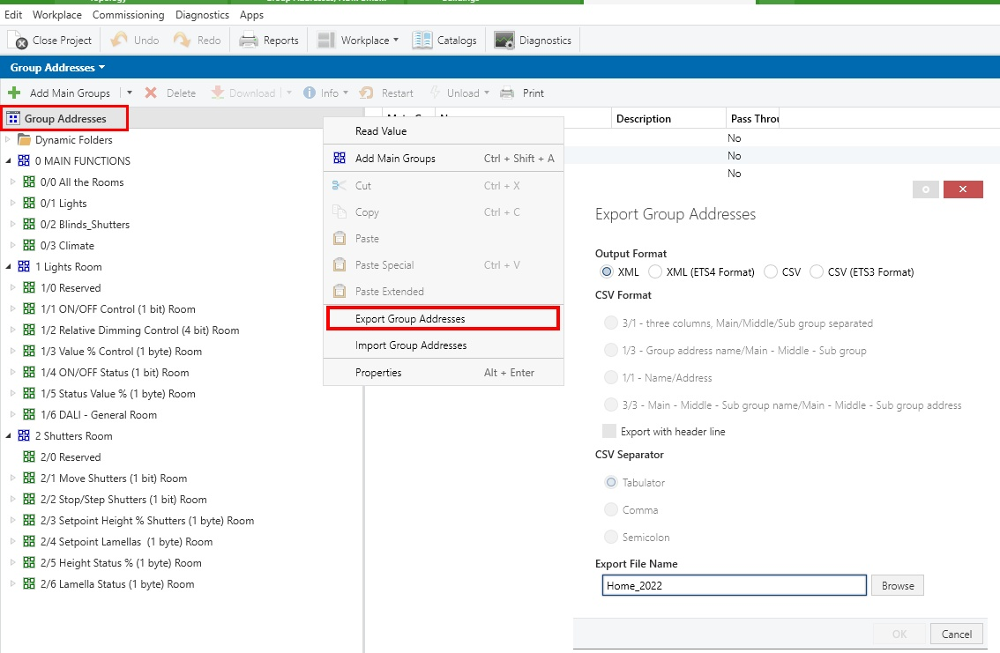 Edit Workplace Commissioning Diagnostics Apps
Close Project Undo Redo Reports Workplace Catalogs Diagnostics
Group Addresses
Add Main Groups Delete Download Info Restart Unload Print
Group Addresses
Dynamic Folders
0 MAIN FUNCTIONS
0/0 All the Rooms
0/1 Lights
0/2 Blinds_Shutters
0/3 Climate
1 Lights Room
1/0 Reserved
1/1 ON/OFF Control (1 bit) Room
1/2 Relative Dimming Control (4 bit) Room
1/3 Value % Control (1 byte) Room
1/4 ON/OFF Status (1 bit) Room
1/5 Status Value % (1 byte) Room
1/6 DALI - General Room
2 Shutters Room
2/0 Reserved
2/1 Move Shutters (1 bit) Room
2/2 Stop/Step Shutters (1 bit) Room
2/3 Setpoint Height % Shutters (1 byte) Room
2/4 Setpoint Lamellas (1 byte) Room
2/5 Height Status % (1 byte) Room
2/6 Lamella Status (1 byte) Room
Read Value
Add Main Groups Ctrl + Shift + A
Cut Ctrl + X
Copy Ctrl + C
Paste
Paste Special Ctrl + V
Paste Extended
Export Group Addresses
Import Group Addresses
Properties Alt + Enter
Description Pass Throu
No
No
No
Export Group Addresses
Output Format
XML XML (ETS4 Format) CSV CSV (ETS3 Format)
CSV Format
3/1 - three columns, Main/Middle/Sub group separated
1/3 - Group address name/Main - Middle - Sub group
1/1 - Name/Address
3/3 - Main - Middle - Sub group name/Main - Middle - Sub group address
Export with header line
CSV Separator
Tabulator
Comma
Semicolon
Export File Name
Home_2022 Browse
OK Cancel